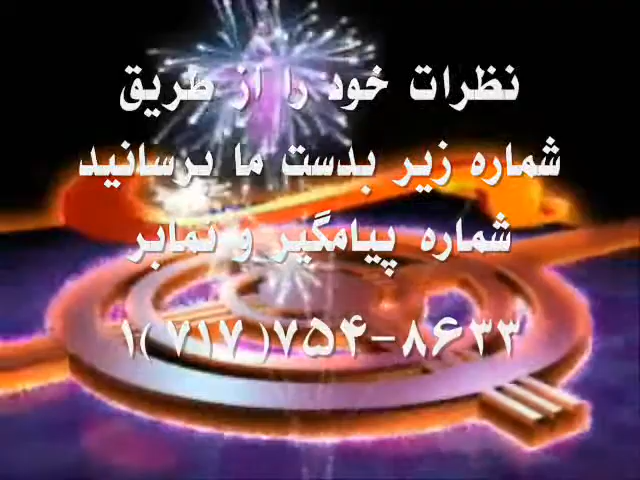 نظرات خود را از طریق
شماره زیر بدست ما برسانید
شماره پیامگیر و نمابر
۱(۷۱۷)۷۵۴-۸۶۳۳